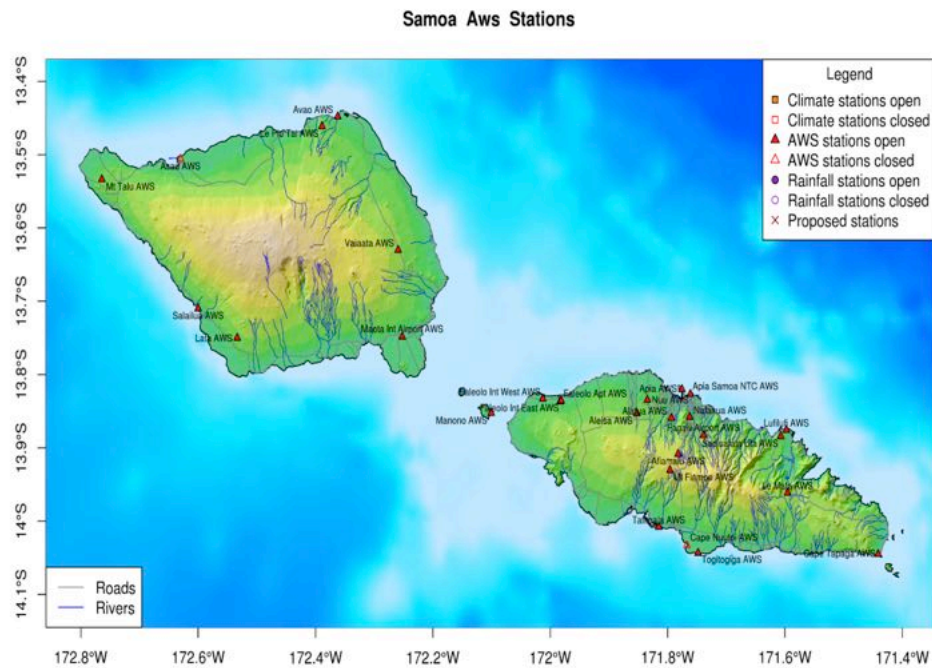 Samoa Aws Stations
13.4°S
13.5°S
13.6°S
13.7°S
13.8°S
13.9°S
14°S
14.1°S
Legend
Climate stations open
Climate stations closed
AWS stations open
AWS stations closed
Rainfall stations open
Rainfall stations closed
Proposed stations
Avao AWS
Asau AWS
Mt Talu AWS
Vaiaata AWS
Salailua AWS
Lata AWS
Maota Int Airport AWS
Faleolo Int West AWS
Faleolo Apt AWS
Apia AWS
Apia Samoa NTC AWS
Manono AWS
Nuu AWS
Aleisa AWS
Lufilufi AWS
Afiamalu AWS
Mt Fiamoe AWS
Togitogiga AWS
Cape Tapaga AWS
Roads
Rivers
172.8°W
172.6°W
172.4°W
172.2°W
172°W
171.8°W
171.6°W
171.4°W